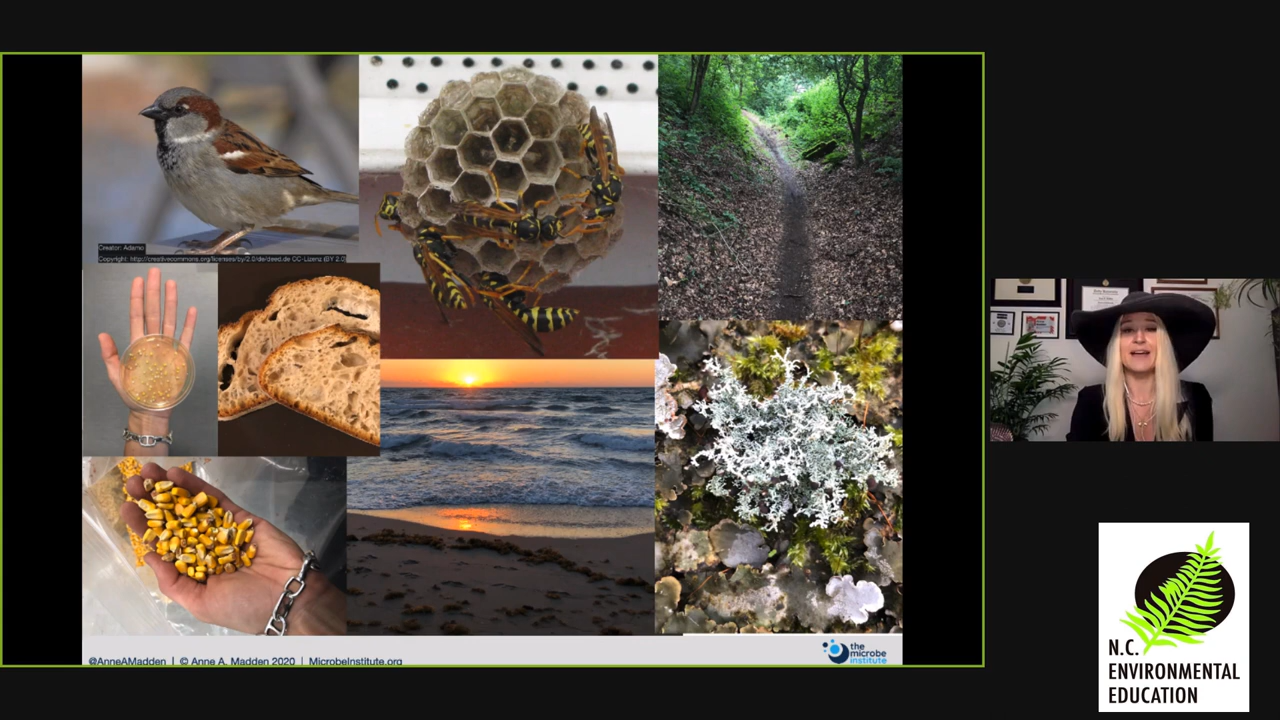 Creator: Adamo
Copyright: http://creativecommons.org/licenses/by/2.0/de/deed.de CC-Lizenz (BY 2.0)
@AnneAMadden | © Anne A. Madden 2020 | MicrobeInstitute.org
the
microbe
institute
N.C.
ENVIRONMENTAL
EDUCATION